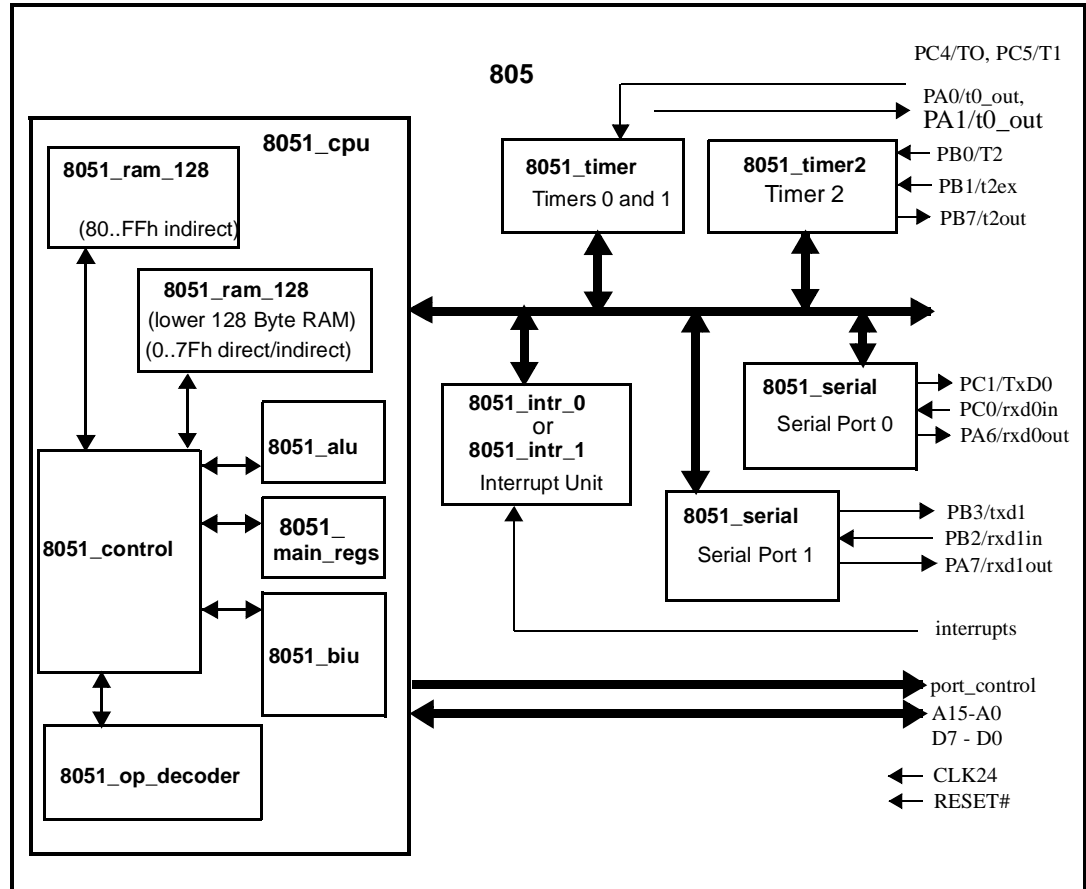 805
PC4/TO, PC5/T1
PA0/t0_out,
PA1/t0_out
8051_cpu
8051_ram_128
(80..FFh indirect)
8051_ram_128
(lower 128 Byte RAM)
(0..7Fh direct/indirect)
8051_control
8051_alu
8051_
main_regs
8051_biu
8051_op_decoder
8051_timer
Timers 0 and 1
8051_timer2
Timer 2
PB0/T2
PB1/t2ex
PB7/t2out
8051_intr_0
or
8051_intr_1
Interrupt Unit
8051_serial
Serial Port 0
PC1/TxD0
PC0/rxd0in
PA6/rxd0out
8051_serial
Serial Port 1
PB3/txd1
PB2/rxd1in
PA7/rxd1out
interrupts
port_control
A15-A0
D7 - D0
CLK24
RESET#